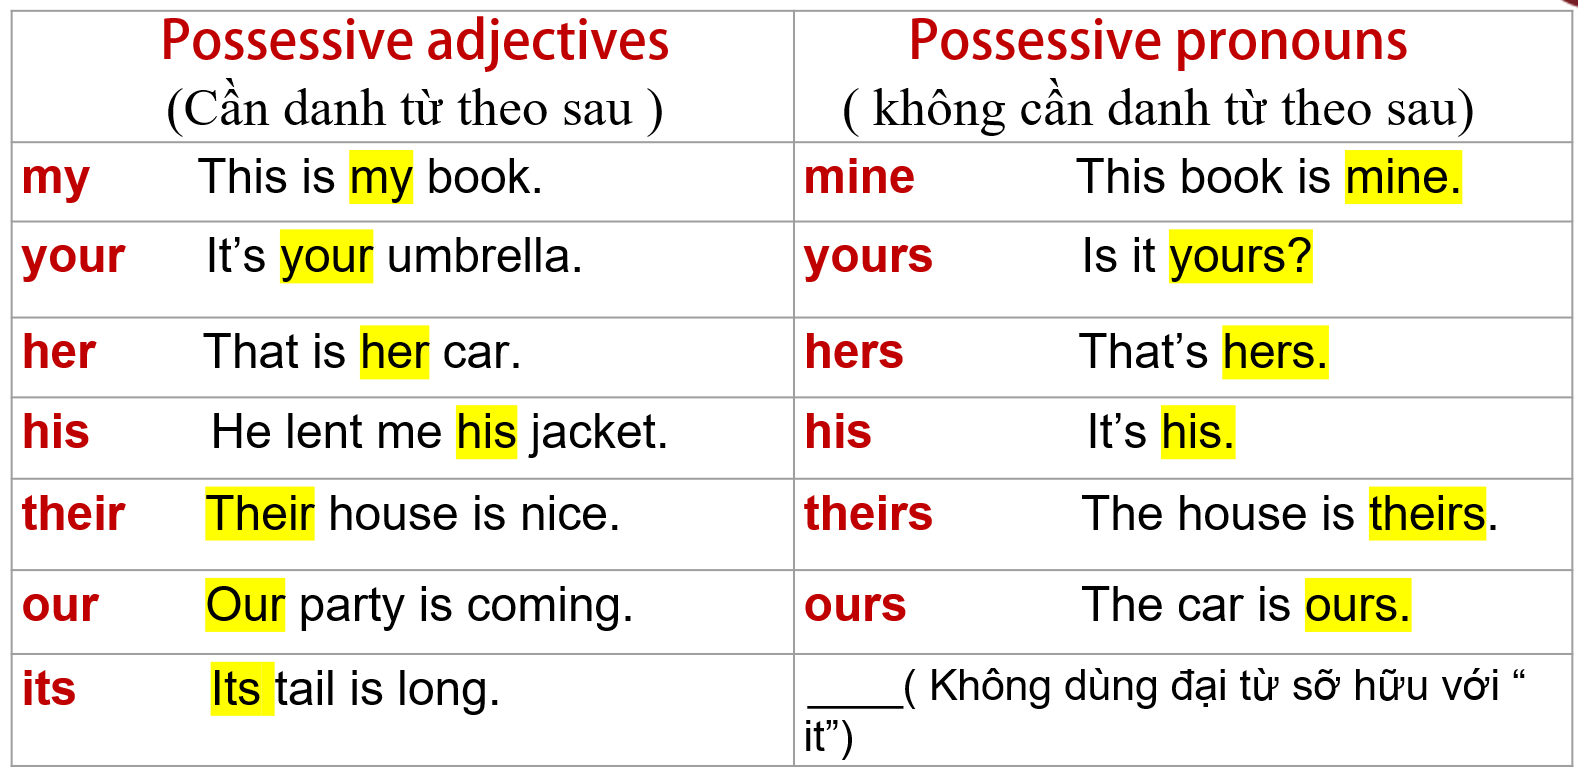 Possessive adjectives
(Cần danh từ theo sau )
Possessive pronouns
( không cần danh từ theo sau)
my This is my book.
mine This book is mine.
your It’s your umbrella.
yours Is it yours?
her That is her car.
hers That’s hers.
his He lent me his jacket.
his It’s his.
their Their house is nice.
theirs The house is theirs.
our Our party is coming.
ours The car is ours.
its Its tail is long.
____( Không dùng đại từ sỡ hữu với “
it”)